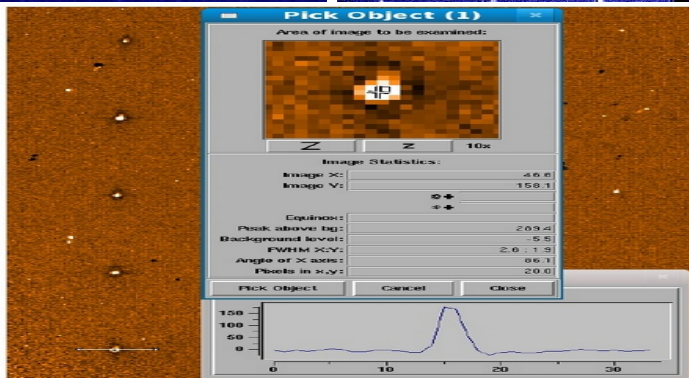 Pick Object (1)
Area of image to be examined:
Z z 10x
Image Statistics:
Image X: 46.6
Image Y: 158.1
Equinox:
Peak above bg: 209.4
Background level: -5.5
FWHM X:Y: 2.6 : 1.9
Angle of X axis: 86.1
Pixels in x,y: 20.0
Pick Object Cancel Close
150
100
50
0
0 10 20 30